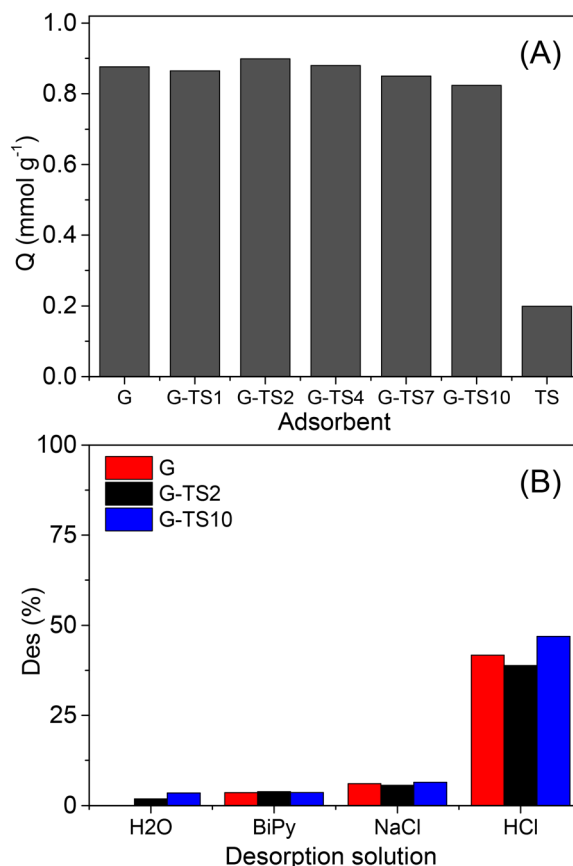 (A)
1.0
0.8
0.6
0.4
0.2
0.0
Q (mmol g⁻¹)
G G-TS1 G-TS2 G-TS4 G-TS7 G-TS10 TS
Adsorbent
(B)
G
G-TS2
G-TS10
100
75
50
25
0
Des (%)
H2O BiPy NaCl HCl
Desorption solution